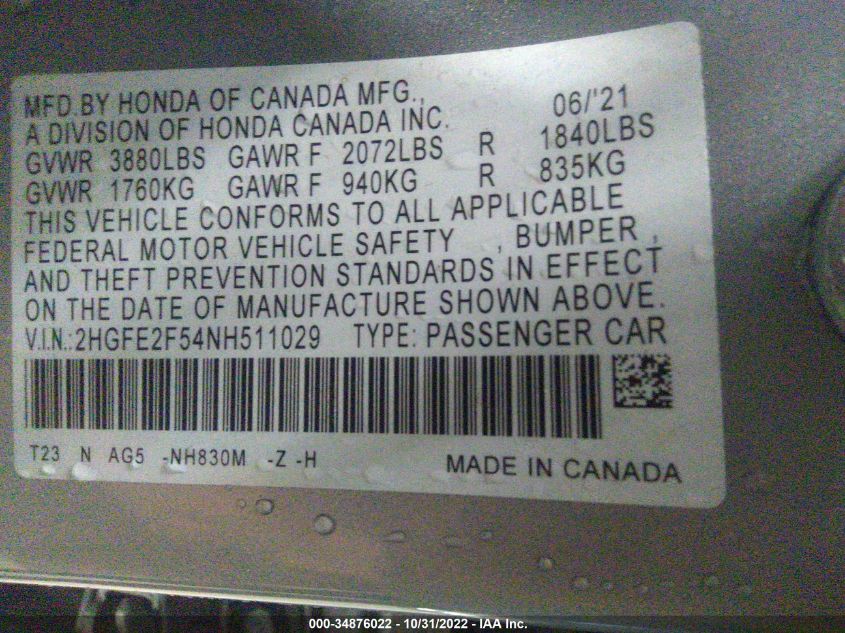 MFD.BY HONDA OF CANADA MFG., 06/'21
A DIVISION OF HONDA CANADA INC.
GVWR 3880LBS GAWR F 2072LBS R 1840LBS
GVWR 1760KG GAWR F 940KG R 835KG
THIS VEHICLE CONFORMS TO ALL APPLICABLE
FEDERAL MOTOR VEHICLE SAFETY , BUMPER ,
AND THEFT PREVENTION STANDARDS IN EFFECT
ON THE DATE OF MANUFACTURE SHOWN ABOVE.
V.I.N.:2HGFE2F54NH511029 TYPE: PASSENGER CAR
T23 N AG5 -NH830M -Z -H MADE IN CANADA
000-34876022 - 10/31/2022 - IAA Inc.